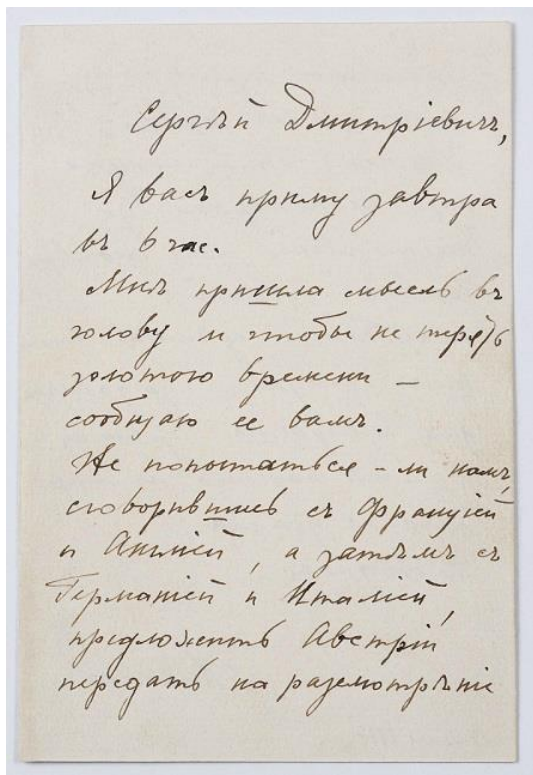 Сергѣй Дмитріевичъ,
Я васъ приму завтра
въ 6 час.
Мнѣ пришла мысль въ
голову и чтобы не терять
золотого времени –
сообщаю ее вамъ.
Не попытаться – ли намъ,
сговорившись съ Франціей
и Англіей, а затѣмъ съ
Германіей и Италіей,
предложить Австріи
передать на разсмотрѣніе